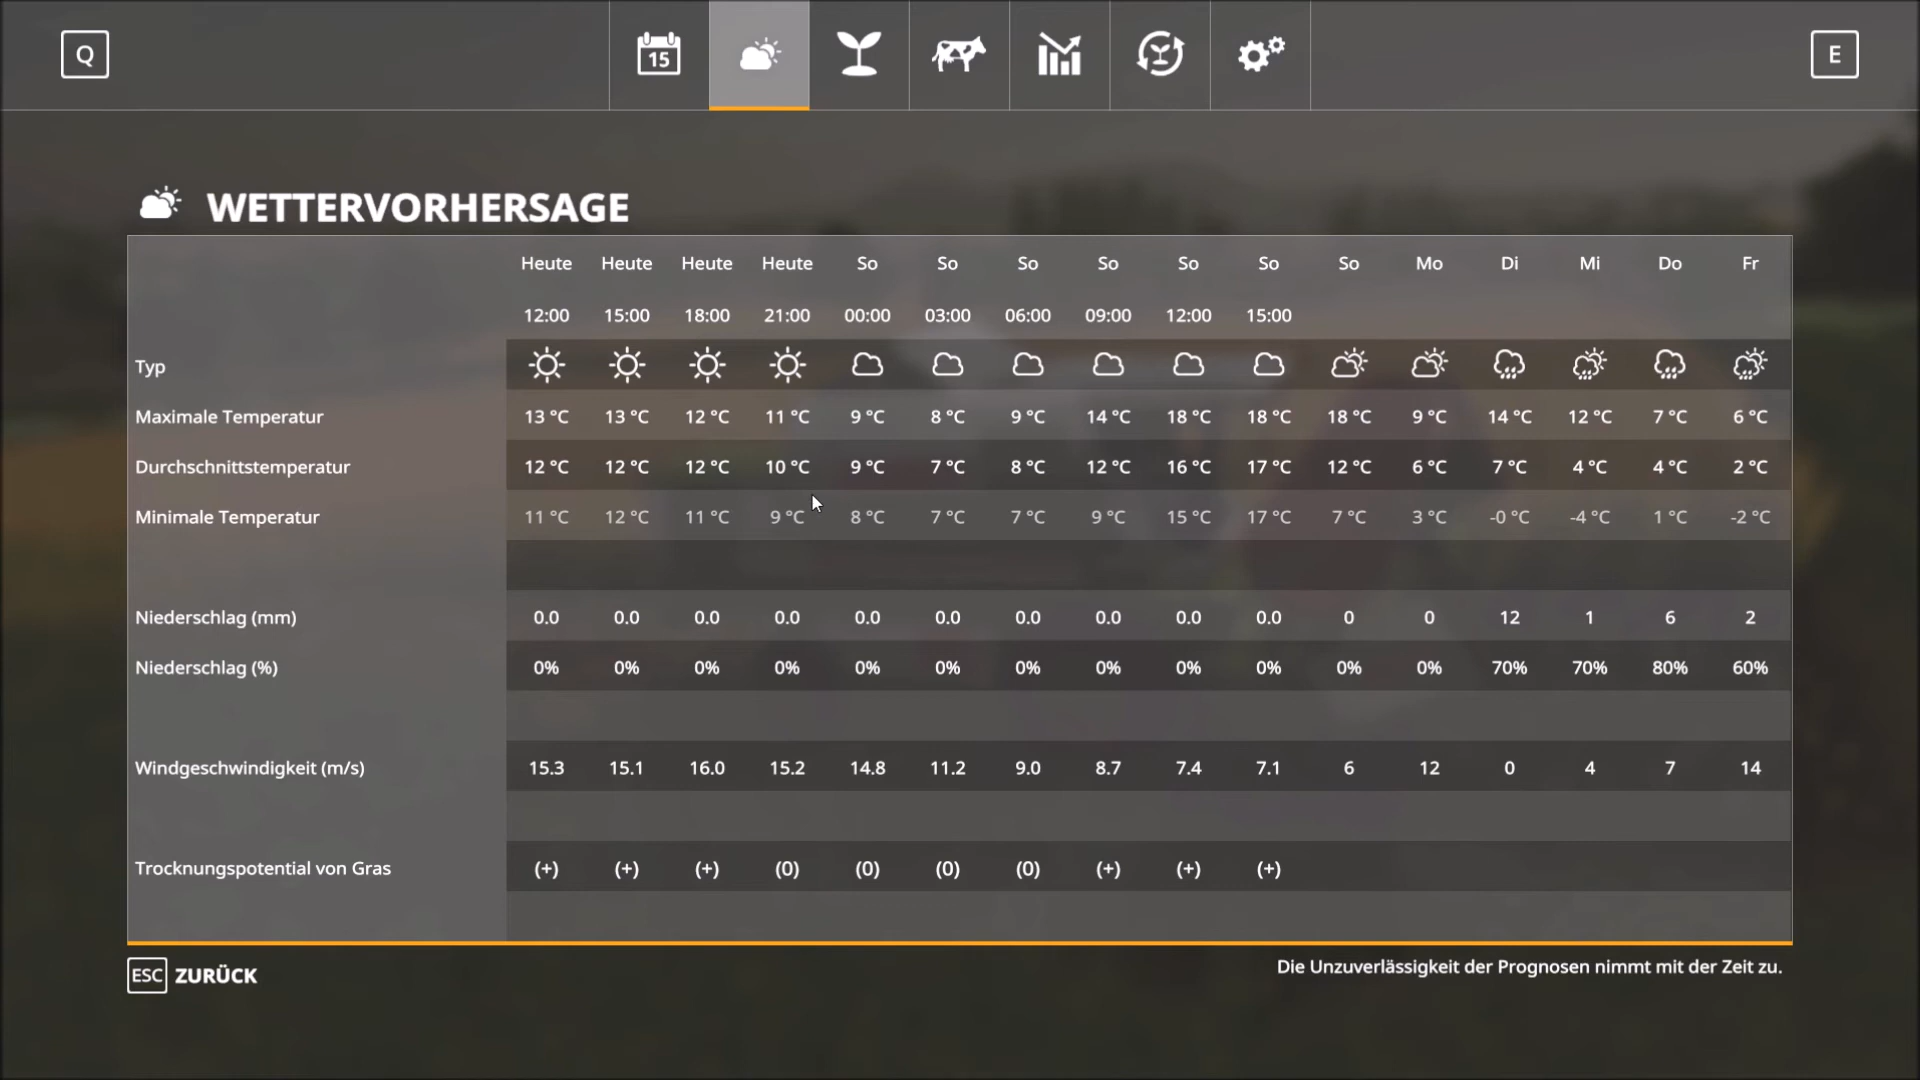 Q
15
E
WETTERVORHERSAGE
Heute Heute Heute Heute So So So So So So So Mo Di Mi Do Fr
12:00 15:00 18:00 21:00 00:00 03:00 06:00 09:00 12:00 15:00
Typ
Maximale Temperatur 13 °C 13 °C 12 °C 11 °C 9 °C 8 °C 9 °C 14 °C 18 °C 18 °C 18 °C 9 °C 14 °C 12 °C 7 °C 6 °C
Durchschnittstemperatur 12 °C 12 °C 12 °C 10 °C 9 °C 7 °C 8 °C 12 °C 16 °C 17 °C 12 °C 6 °C 7 °C 4 °C 4 °C 2 °C
Minimale Temperatur 11 °C 12 °C 11 °C 9 °C 8 °C 7 °C 7 °C 9 °C 15 °C 17 °C 7 °C 3 °C -0 °C -4 °C 1 °C -2 °C
Niederschlag (mm) 0.0 0.0 0.0 0.0 0.0 0.0 0.0 0.0 0.0 0.0 0 0 12 1 6 2
Niederschlag (%) 0% 0% 0% 0% 0% 0% 0% 0% 0% 0% 0% 0% 70% 70% 80% 60%
Windgeschwindigkeit (m/s) 15.3 15.1 16.0 15.2 14.8 11.2 9.0 8.7 7.4 7.1 6 12 0 4 7 14
Trocknungspotential von Gras (+) (+) (+) (0) (0) (0) (0) (+) (+) (+)
ESC ZURÜCK
Die Unzuverlässigkeit der Prognosen nimmt mit der Zeit zu.